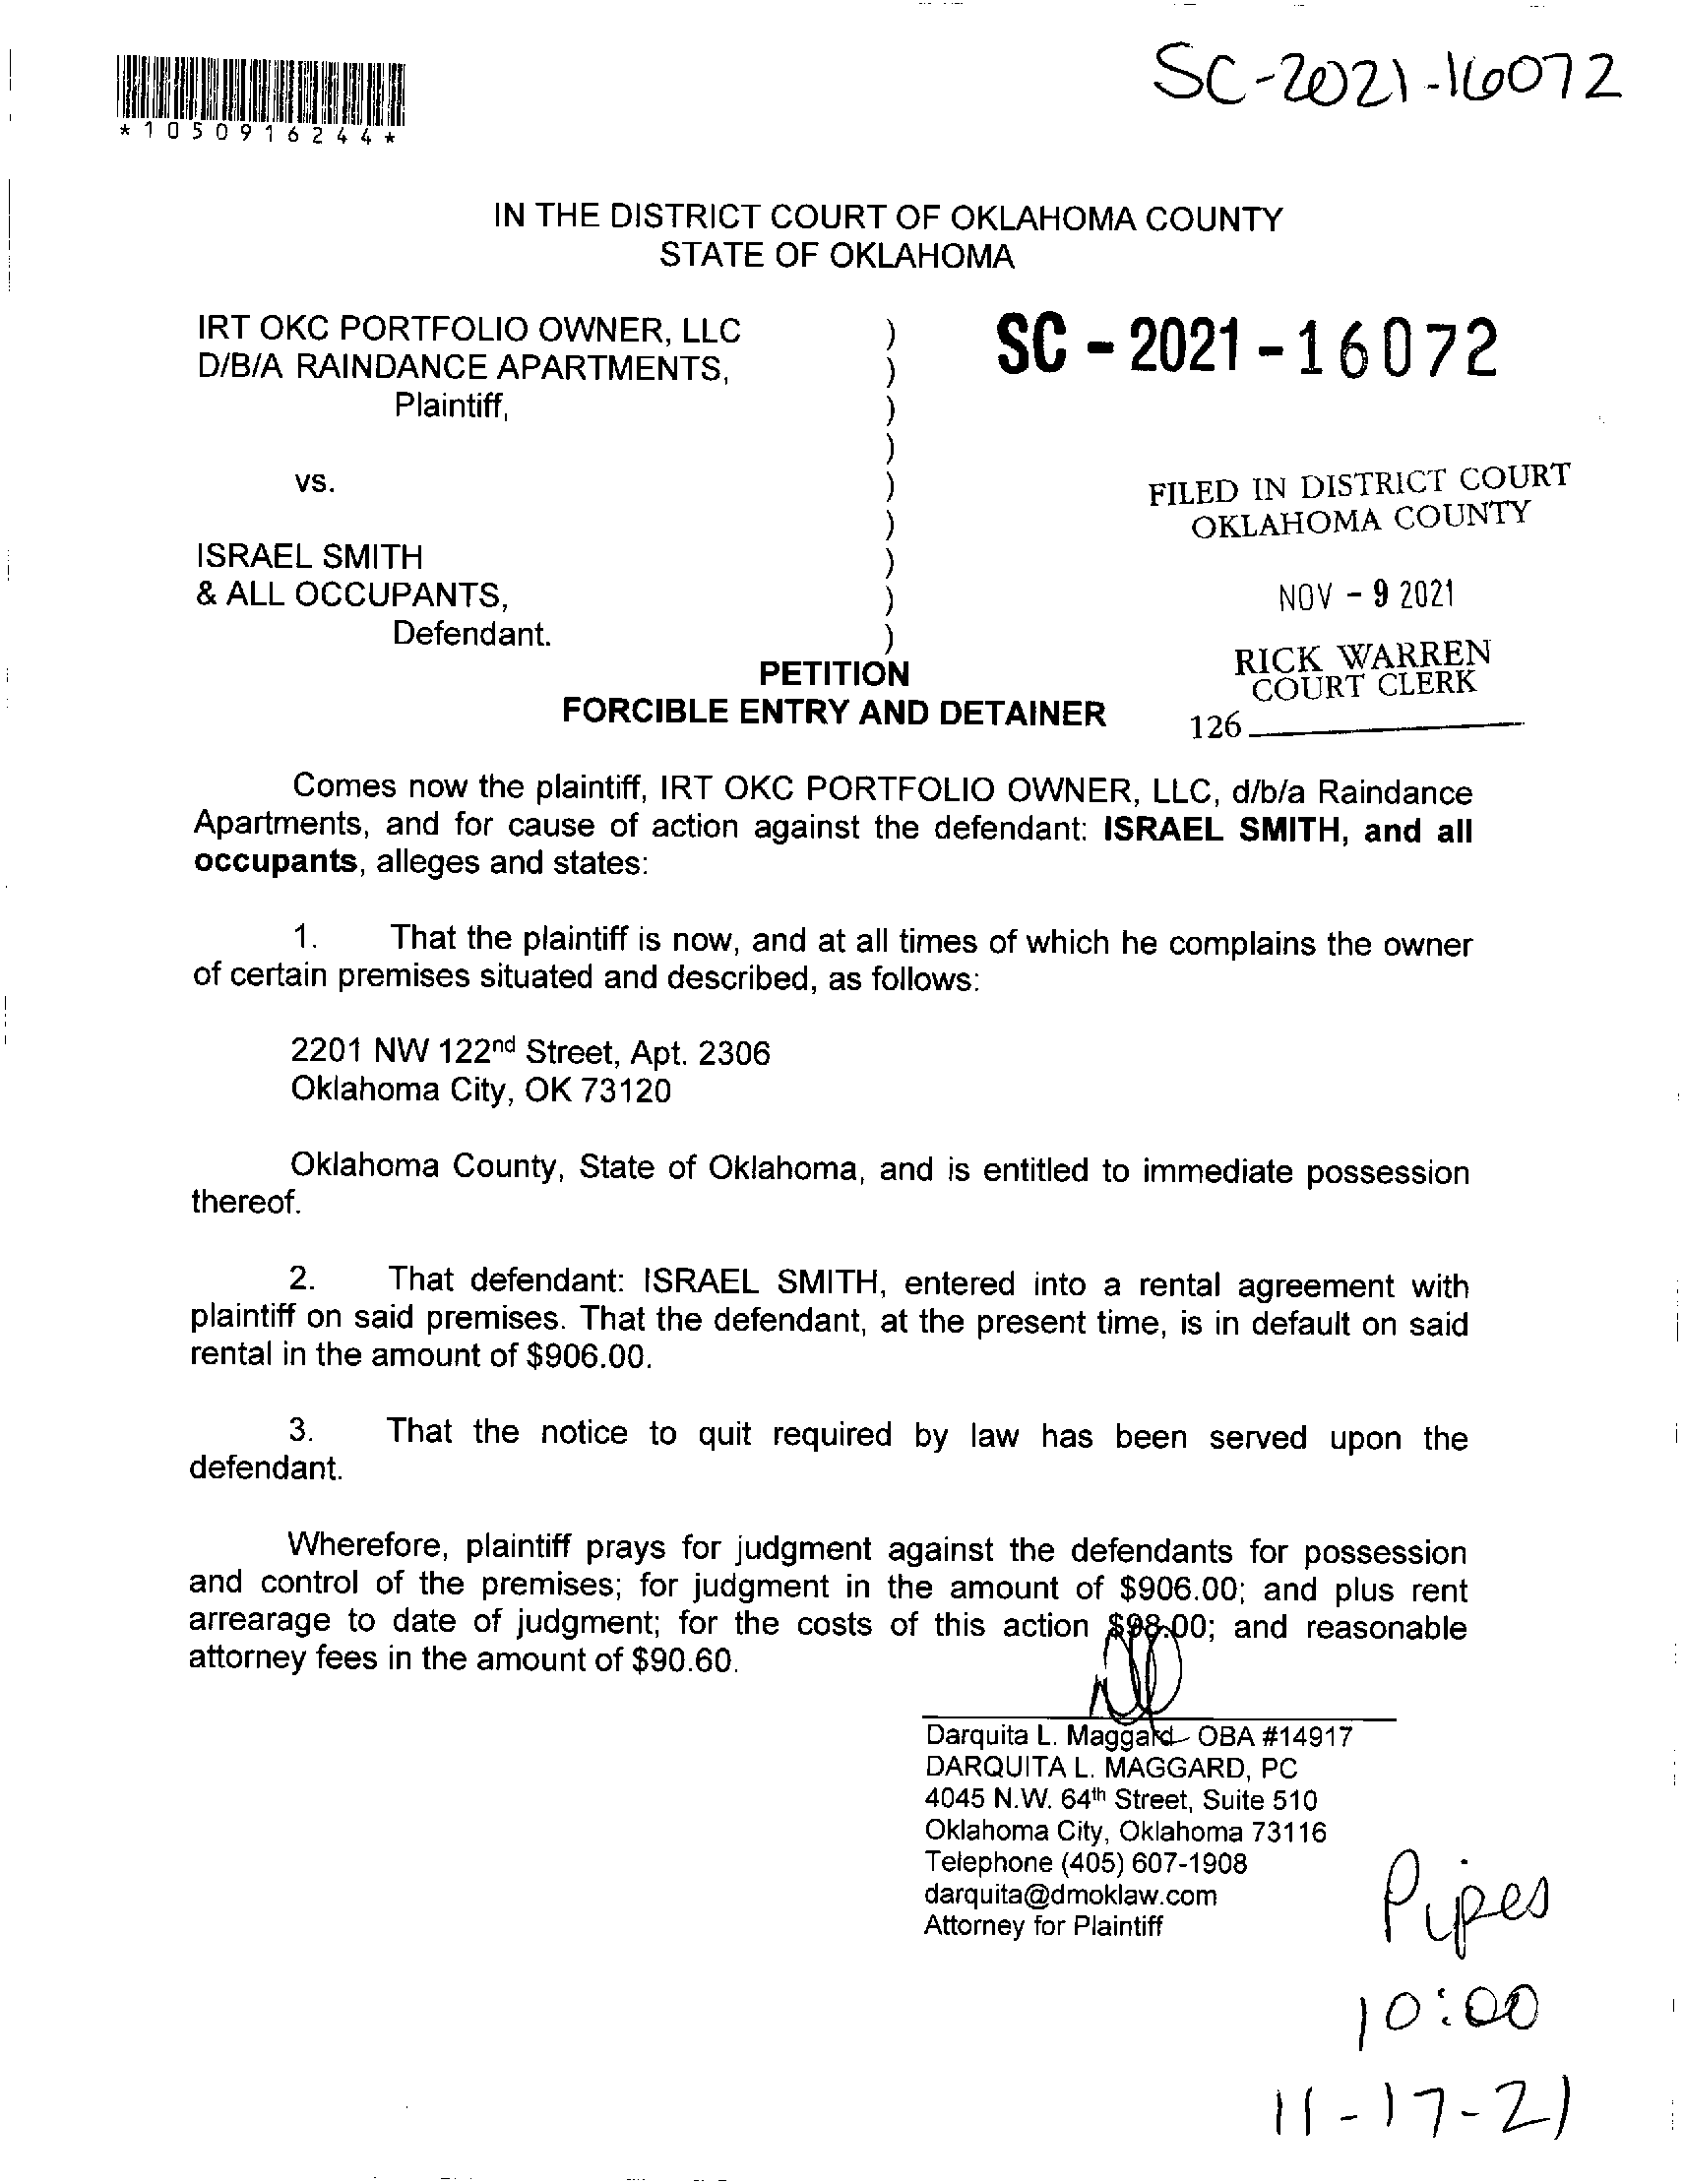 SC-2021-16072
*1050916244*
IN THE DISTRICT COURT OF OKLAHOMA COUNTY
STATE OF OKLAHOMA
IRT OKC PORTFOLIO OWNER, LLC )
D/B/A RAINDANCE APARTMENTS, )
Plaintiff, )
)
vs. )
)
ISRAEL SMITH )
& ALL OCCUPANTS, )
Defendant. )
SC - 2021 - 16072
FILED IN DISTRICT COURT
OKLAHOMA COUNTY
NOV - 9 2021
RICK WARREN
COURT CLERK
126
PETITION
FORCIBLE ENTRY AND DETAINER
Comes now the plaintiff, IRT OKC PORTFOLIO OWNER, LLC, d/b/a Raindance
Apartments, and for cause of action against the defendant: ISRAEL SMITH, and all
occupants, alleges and states:
1. That the plaintiff is now, and at all times of which he complains the owner
of certain premises situated and described, as follows:
2201 NW 122nd Street, Apt. 2306
Oklahoma City, OK 73120
Oklahoma County, State of Oklahoma, and is entitled to immediate possession
thereof.
2. That defendant: ISRAEL SMITH, entered into a rental agreement with
plaintiff on said premises. That the defendant, at the present time, is in default on said
rental in the amount of $906.00.
3. That the notice to quit required by law has been served upon the
defendant.
Wherefore, plaintiff prays for judgment against the defendants for possession
and control of the premises; for judgment in the amount of $906.00; and plus rent
arrearage to date of judgment; for the costs of this action $98.00; and reasonable
attorney fees in the amount of $90.60.
Darquita L. Maggard OBA #14917
DARQUITA L. MAGGARD, PC
4045 N.W. 64th Street, Suite 510
Oklahoma City, Oklahoma 73116
Telephone (405) 607-1908
darquita@dmoklaw.com
Attorney for Plaintiff
Pipes
10:00
11-17-21